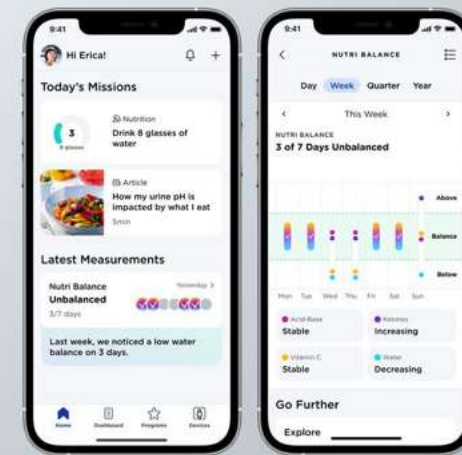 9:41
Hi Erica!
Today's Missions
3
8 glasses
Nutrition
Drink 8 glasses of
water
Article
How my urine pH is
impacted by what I eat
5min
Latest Measurements
Nutri Balance
Yesterday
Unbalanced
3/7 days
Last week, we noticed a low water
balance on 3 days.
Home
Dashboard
Programs
Devices
9:41
NUTRI BALANCE
Day Week Quarter Year
This Week
NUTRI BALANCE
3 of 7 Days Unbalanced
Above
Balance
Below
Mon Tue Wed Thu Fri Sat Sun
Acid-Base
Stable
Ketones
Increasing
Vitamin C
Stable
Water
Decreasing
Go Further
Explore